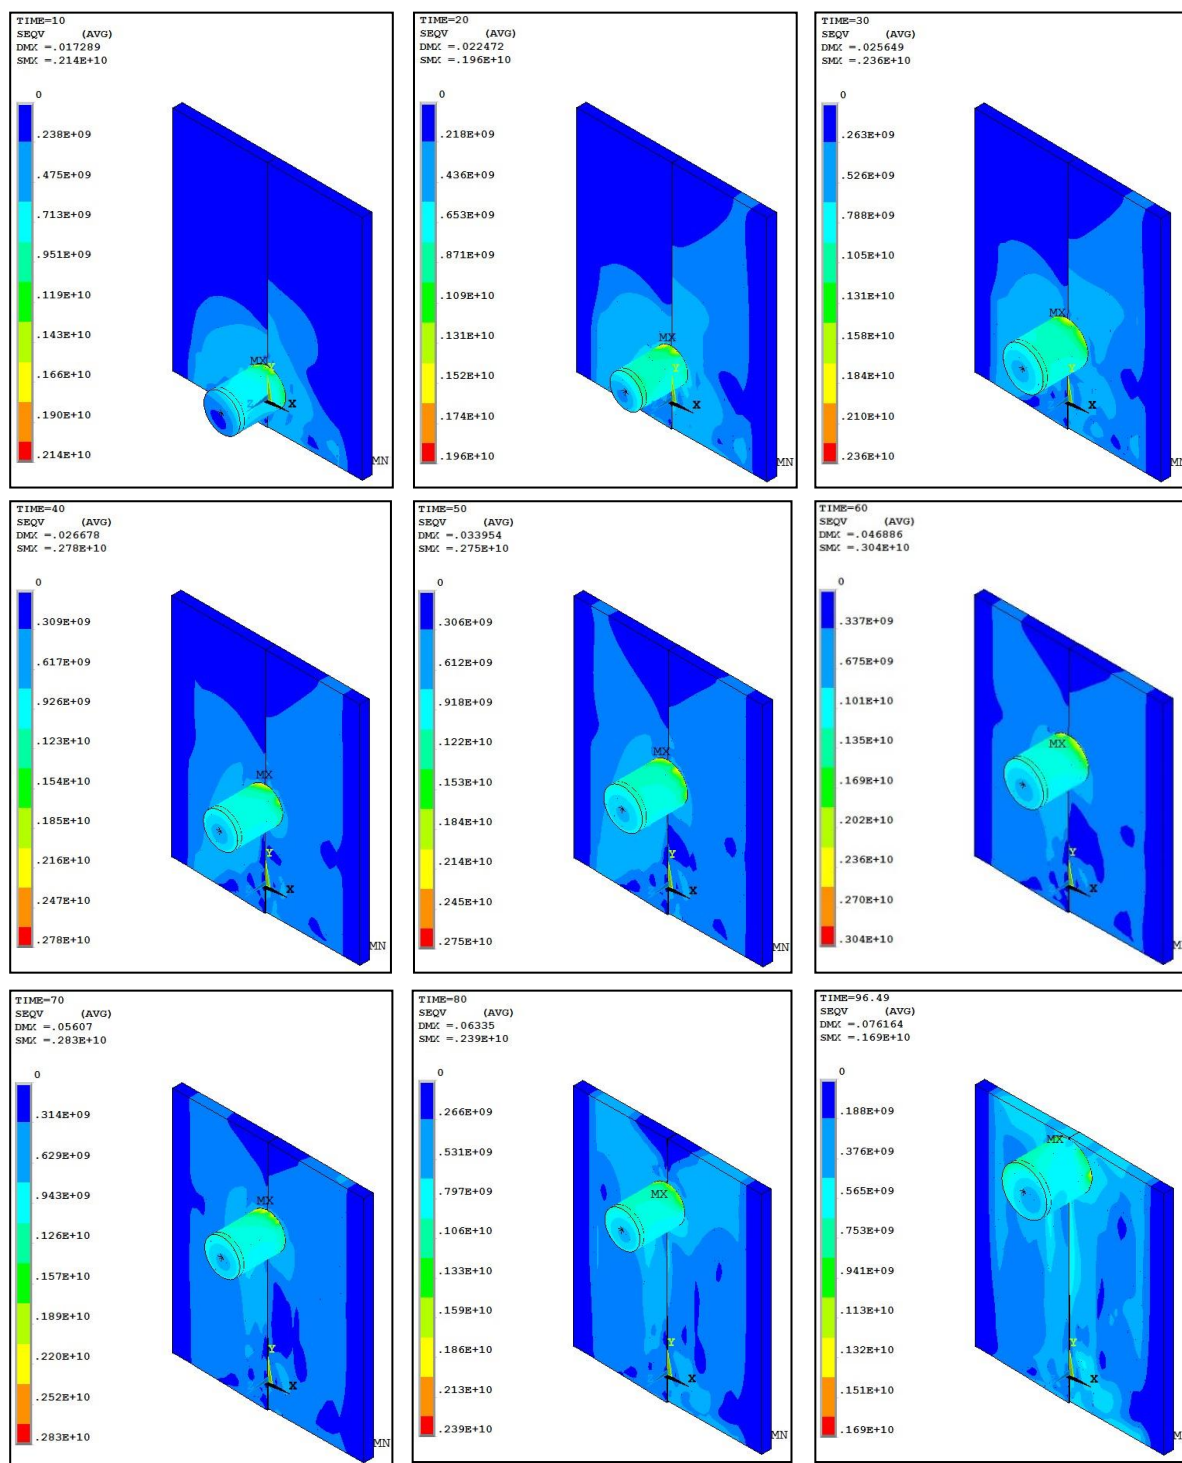 TIME=10
SEQV (AVG)
DMX =.017289
SMX =.214E+10
0
.238E+09
.475E+09
.713E+09
.951E+09
.119E+10
.143E+10
.166E+10
.190E+10
.214E+10
MX
Y
Z
X
MN
TIME=20
SEQV (AVG)
DMX =.022472
SMX =.196E+10
0
.218E+09
.436E+09
.653E+09
.871E+09
.109E+10
.131E+10
.152E+10
.174E+10
.196E+10
MX
Y
X
MN
TIME=30
SEQV (AVG)
DMX =.025649
SMX =.236E+10
0
.263E+09
.526E+09
.788E+09
.105E+10
.131E+10
.158E+10
.184E+10
.210E+10
.236E+10
MX
Y
X
MN
TIME=40
SEQV (AVG)
DMX =.026678
SMX =.278E+10
0
.309E+09
.617E+09
.926E+09
.123E+10
.154E+10
.185E+10
.216E+10
.247E+10
.278E+10
MX
Y
X
MN
TIME=50
SEQV (AVG)
DMX =.033954
SMX =.275E+10
0
.306E+09
.612E+09
.918E+09
.122E+10
.153E+10
.184E+10
.214E+10
.245E+10
.275E+10
MX
Y
X
MN
TIME=60
SEQV (AVG)
DMX =.046886
SMX =.304E+10
0
.337E+09
.675E+09
.101E+10
.135E+10
.169E+10
.202E+10
.236E+10
.270E+10
.304E+10
MX
Y
X
TIME=70
SEQV (AVG)
DMX =.05607
SMX =.283E+10
0
.314E+09
.629E+09
.943E+09
.126E+10
.157E+10
.189E+10
.220E+10
.252E+10
.283E+10
MX
Y
X
MN
TIME=80
SEQV (AVG)
DMX =.06335
SMX =.239E+10
0
.266E+09
.531E+09
.797E+09
.106E+10
.133E+10
.159E+10
.186E+10
.213E+10
.239E+10
MX
Y
X
MN
TIME=96.49
SEQV (AVG)
DMX =.076164
SMX =.169E+10
0
.188E+09
.376E+09
.565E+09
.753E+09
.941E+09
.113E+10
.132E+10
.151E+10
.169E+10
MX
Y
X